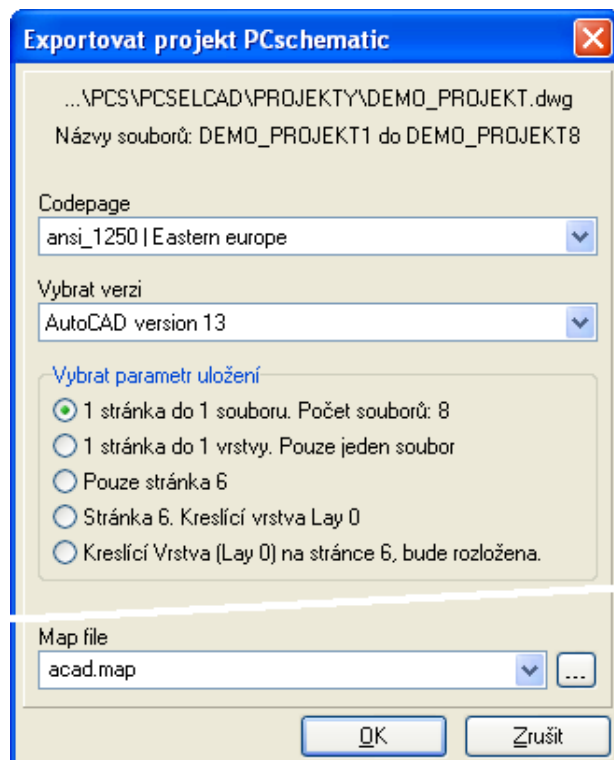 Exportovat projekt PCschematic
...\PCS\PCSELCAD\PROJEKTY\DEMO_PROJEKT.dwg
Názvy souborů: DEMO_PROJEKT1 do DEMO_PROJEKT8
Codepage
ansi_1250 | Eastern europe
Vybrat verzi
AutoCAD version 13
Vybrat parametr uložení
1 stránka do 1 souboru. Počet souborů: 8
1 stránka do 1 vrstvy. Pouze jeden soubor
Pouze stránka 6
Stránka 6. Kreslící vrstva Lay 0
Kreslící Vrstva (Lay 0) na stránce 6, bude rozložena.
Map file
acad.map
...
OK
Zrušit